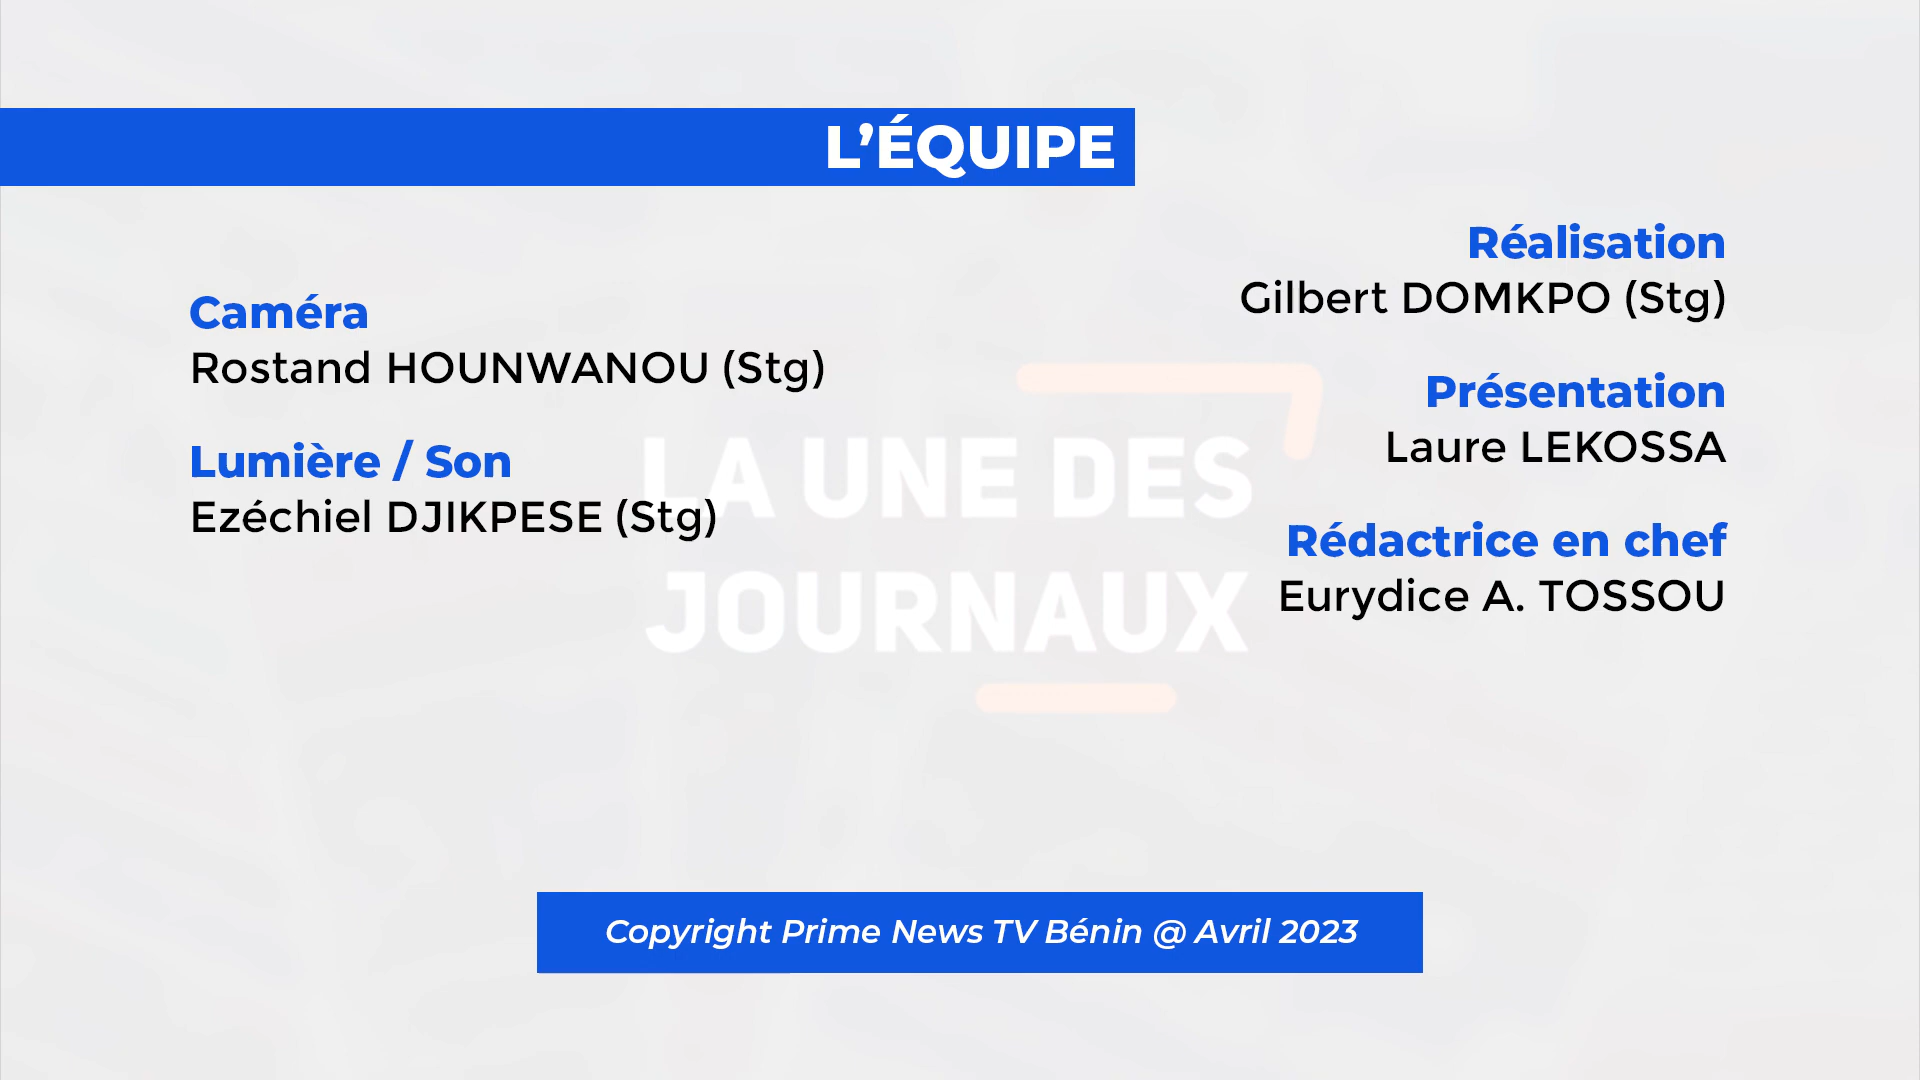 L’ÉQUIPE
Caméra
Rostand HOUNWANOU (Stg)
Lumière / Son
Ezéchiel DJIKPESE (Stg)
Réalisation
Gilbert DOMKPO (Stg)
Présentation
Laure LEKOSSA
Rédactrice en chef
Eurydice A. TOSSOU
LA UNE DES
JOURNAUX
Copyright Prime News TV Bénin @ Avril 2023